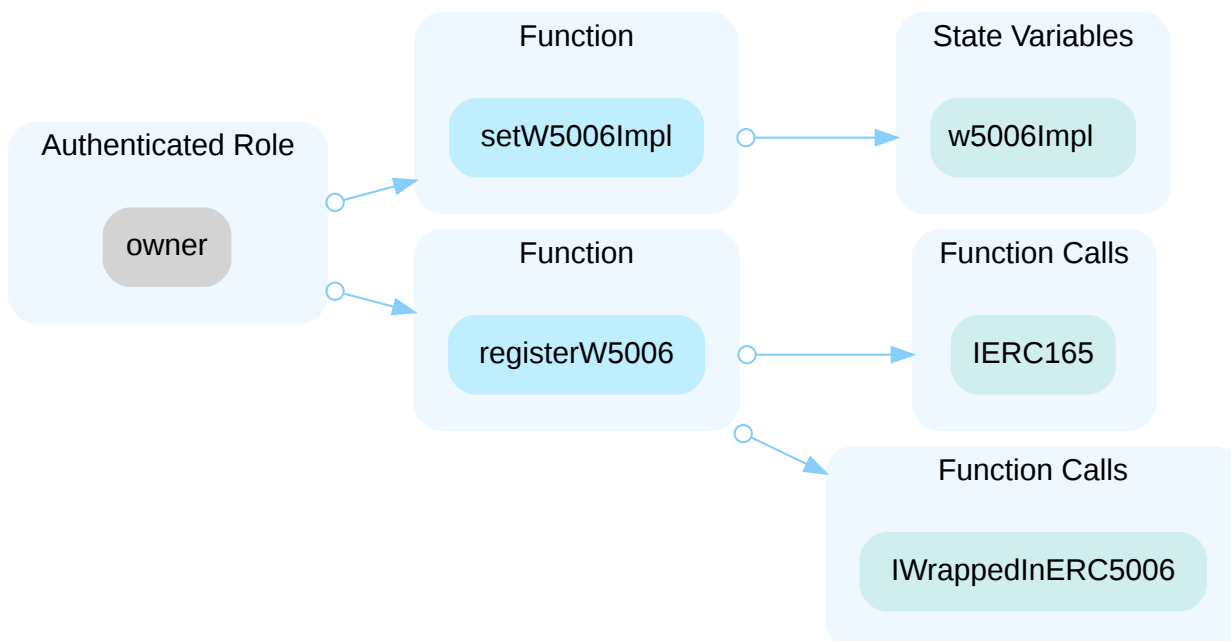 Authenticated Role
owner
Function
setW5006Impl
State Variables
w5006Impl
Function
registerW5006
Function Calls
IERC165
Function Calls
IWrappedInERC5006